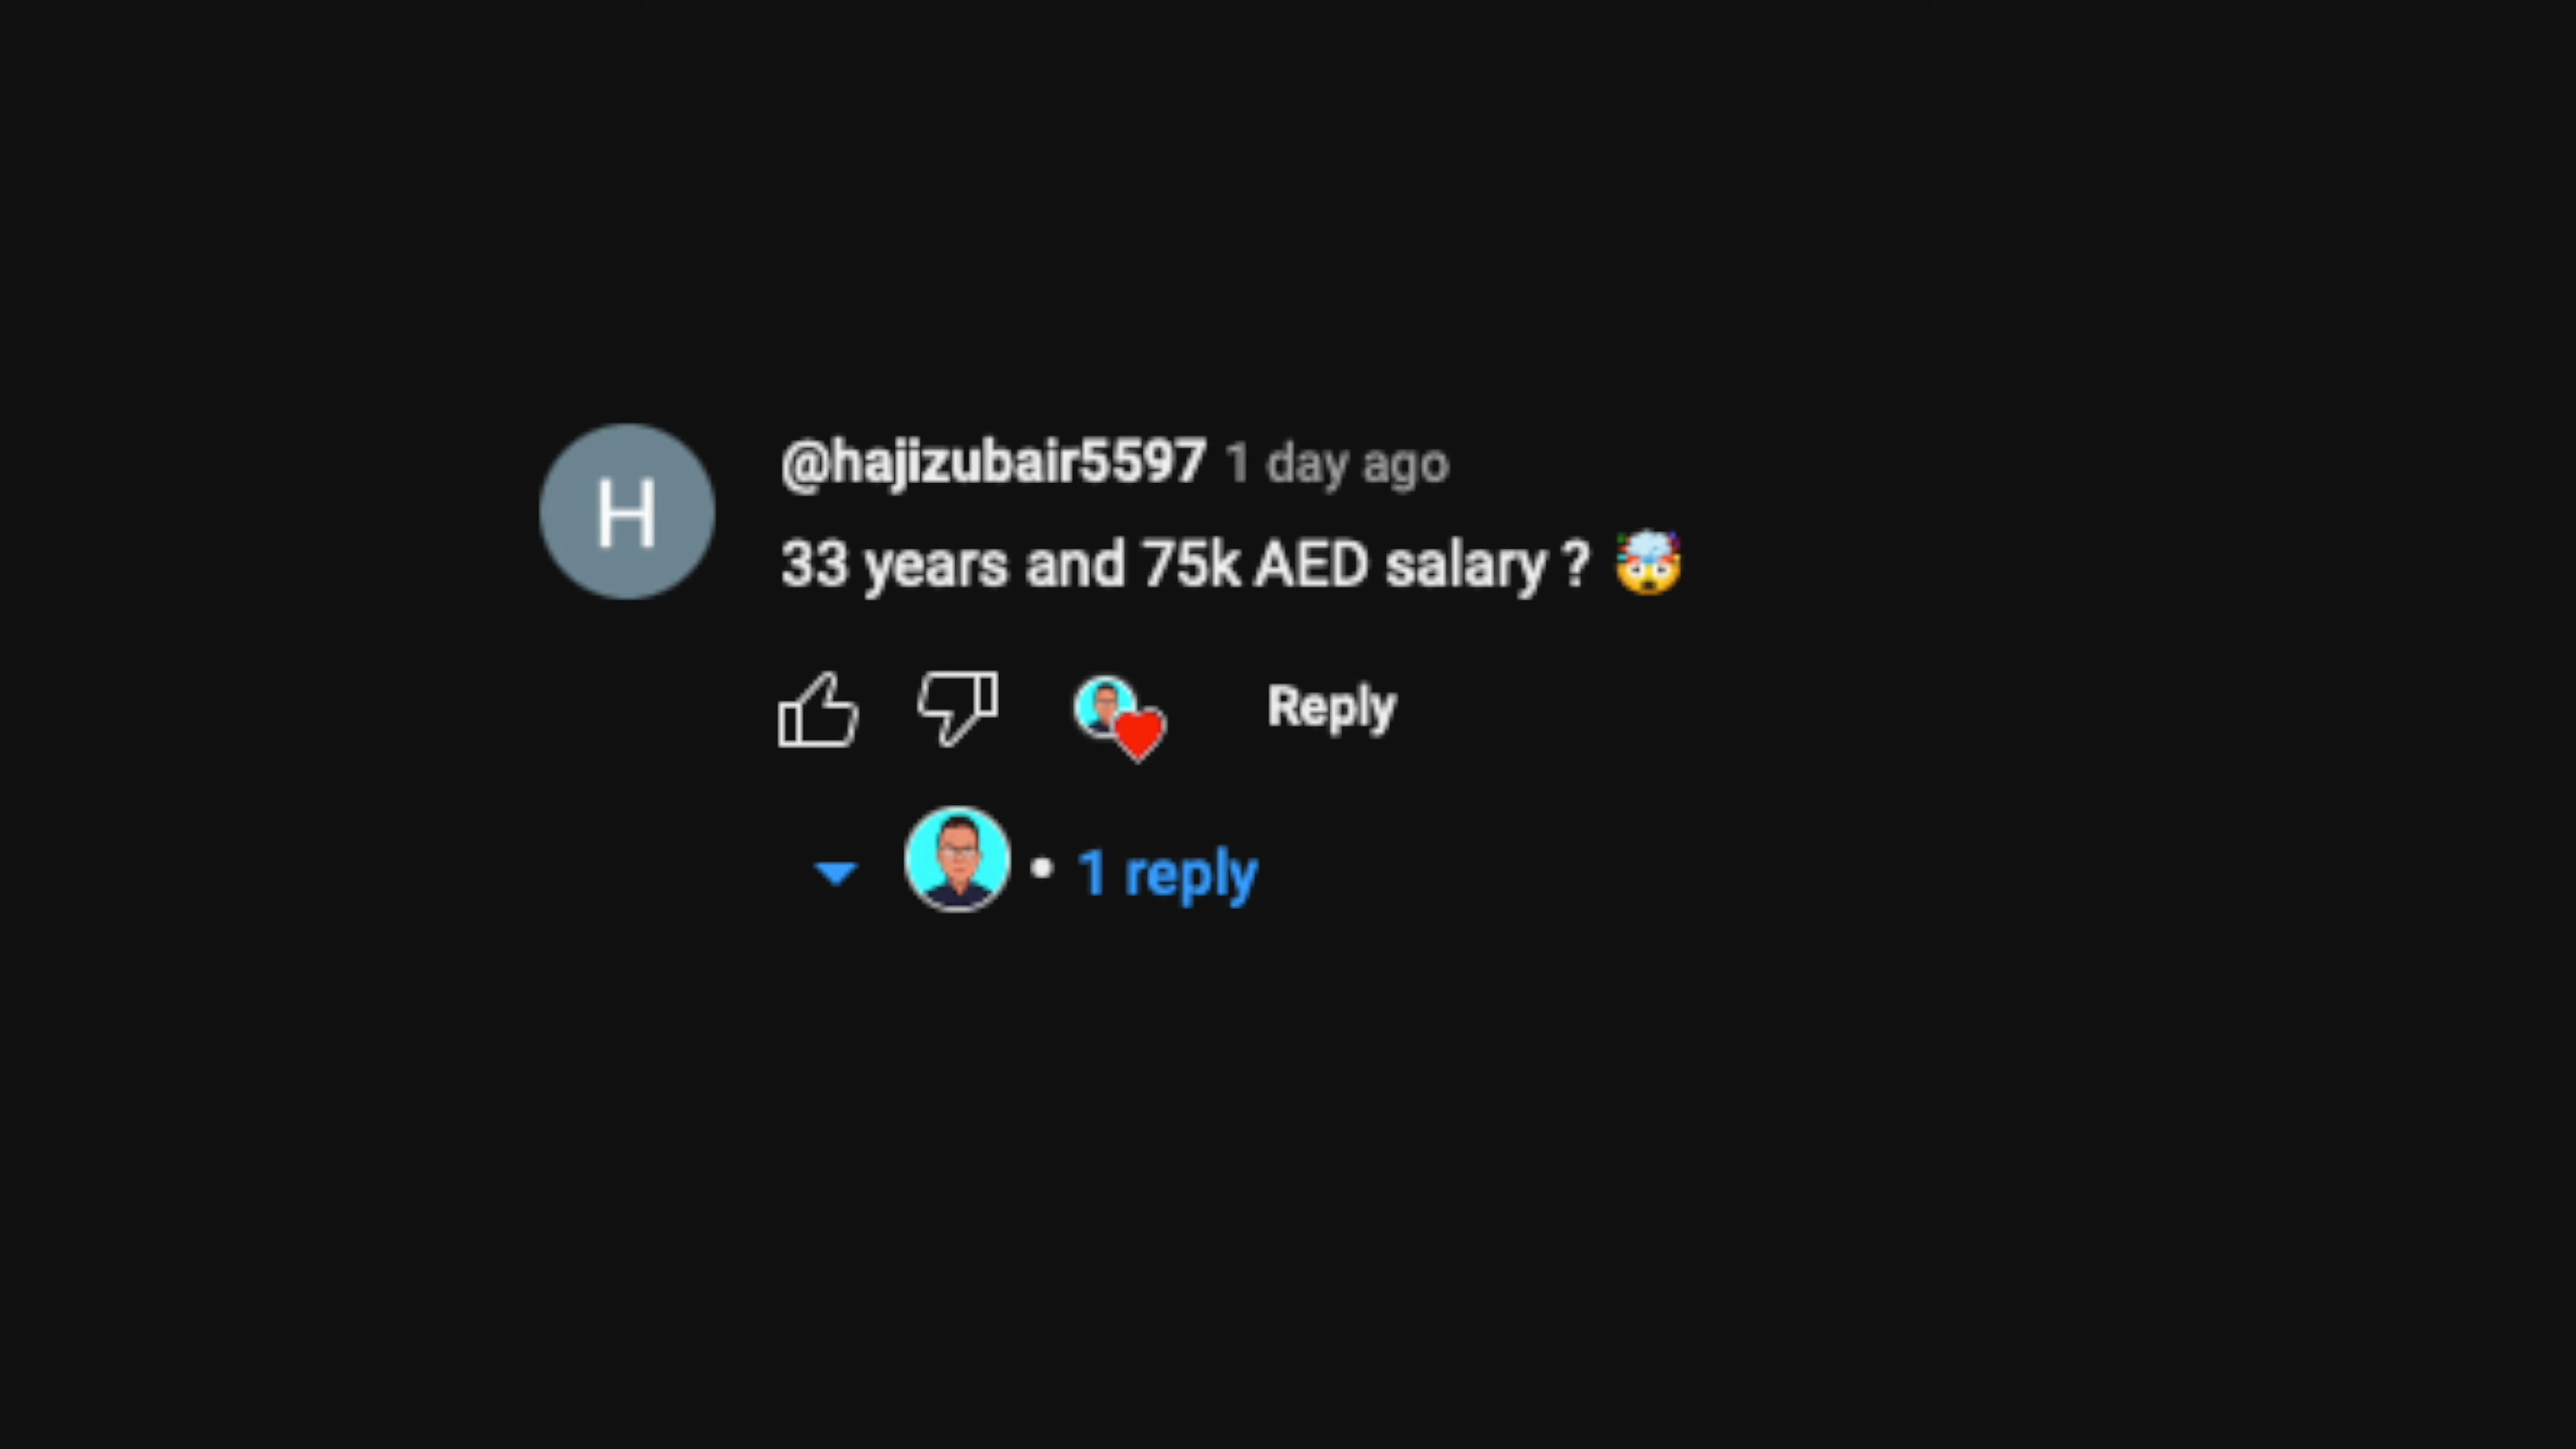 H
@hajizubair5597 1 day ago
33 years and 75k AED salary ? 🤯
Reply
1 reply